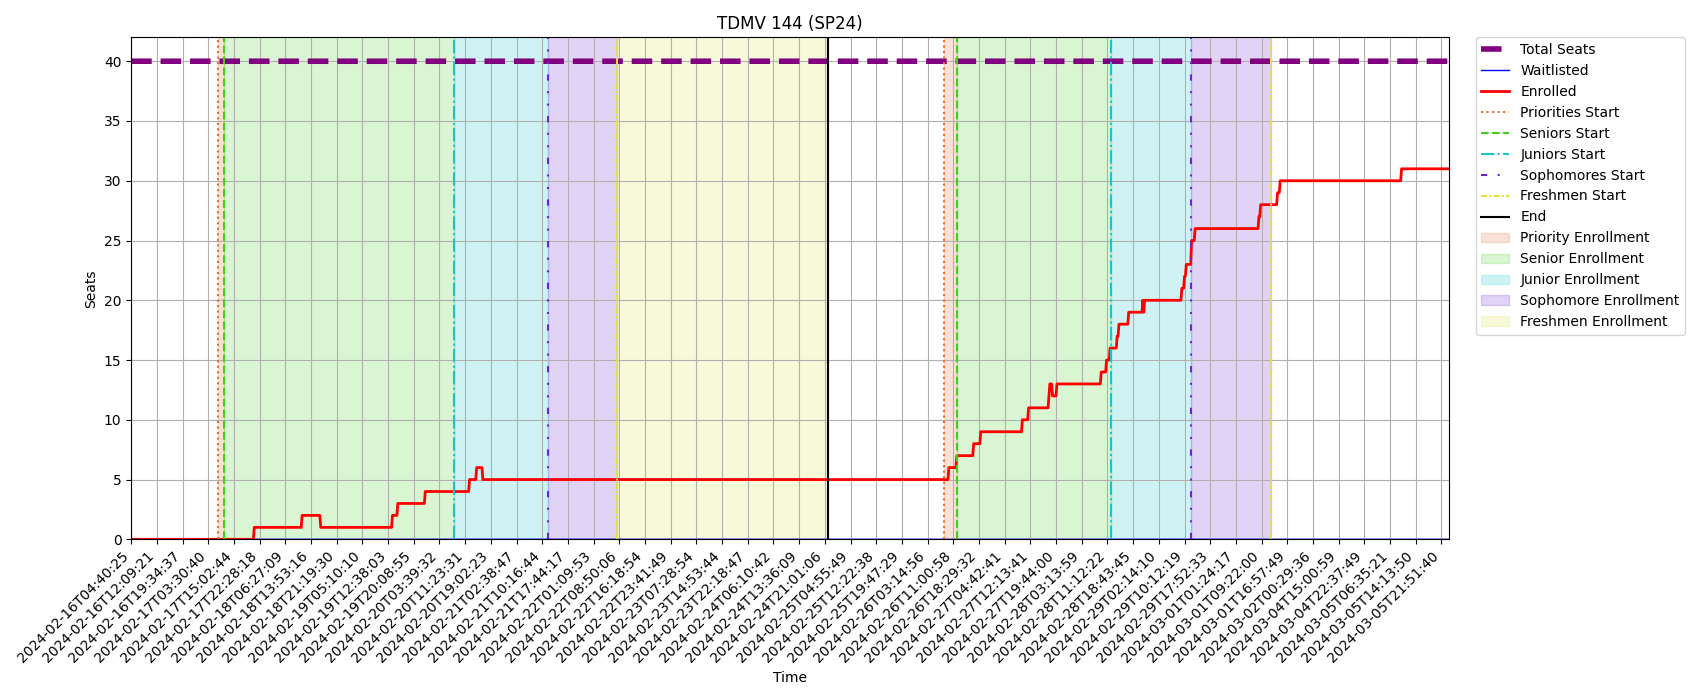 TDMV 144 (SP24)
Seats
40
35
30
25
20
15
10
5
0
2024-02-16T04:40:25
2024-02-16T12:09:21
2024-02-16T19:34:37
2024-02-17T03:30:40
2024-02-17T15:02:44
2024-02-17T22:28:18
2024-02-18T06:27:09
2024-02-18T13:53:16
2024-02-18T21:19:30
2024-02-19T05:10:16
2024-02-19T12:38:03
2024-02-19T20:08:55
2024-02-20T03:39:32
2024-02-20T11:23:31
2024-02-20T19:02:23
2024-02-21T02:38:47
2024-02-21T10:16:44
2024-02-21T17:44:17
2024-02-22T01:09:53
2024-02-22T08:50:06
2024-02-22T16:18:54
2024-02-22T23:41:49
2024-02-23T07:28:54
2024-02-23T14:53:44
2024-02-23T22:18:47
2024-02-24T06:10:42
2024-02-24T13:36:09
2024-02-24T21:01:06
2024-02-25T04:55:49
2024-02-25T12:22:38
2024-02-25T19:47:29
2024-02-26T03:14:56
2024-02-26T11:00:58
2024-02-26T18:29:32
2024-02-27T04:42:41
2024-02-27T12:13:41
2024-02-27T19:44:00
2024-02-28T03:13:59
2024-02-28T11:12:22
2024-02-28T18:43:45
2024-02-29T02:14:10
2024-02-29T10:12:19
2024-02-29T17:52:33
2024-03-01T01:24:17
2024-03-01T09:22:00
2024-03-01T16:57:49
2024-03-02T00:29:36
2024-03-04T15:00:59
2024-03-04T22:37:49
2024-03-05T06:35:21
2024-03-05T14:13:50
2024-03-05T21:51:40
Time
Total Seats
Waitlisted
Enrolled
Priorities Start
Seniors Start
Juniors Start
Sophomores Start
Freshmen Start
End
Priority Enrollment
Senior Enrollment
Junior Enrollment
Sophomore Enrollment
Freshmen Enrollment